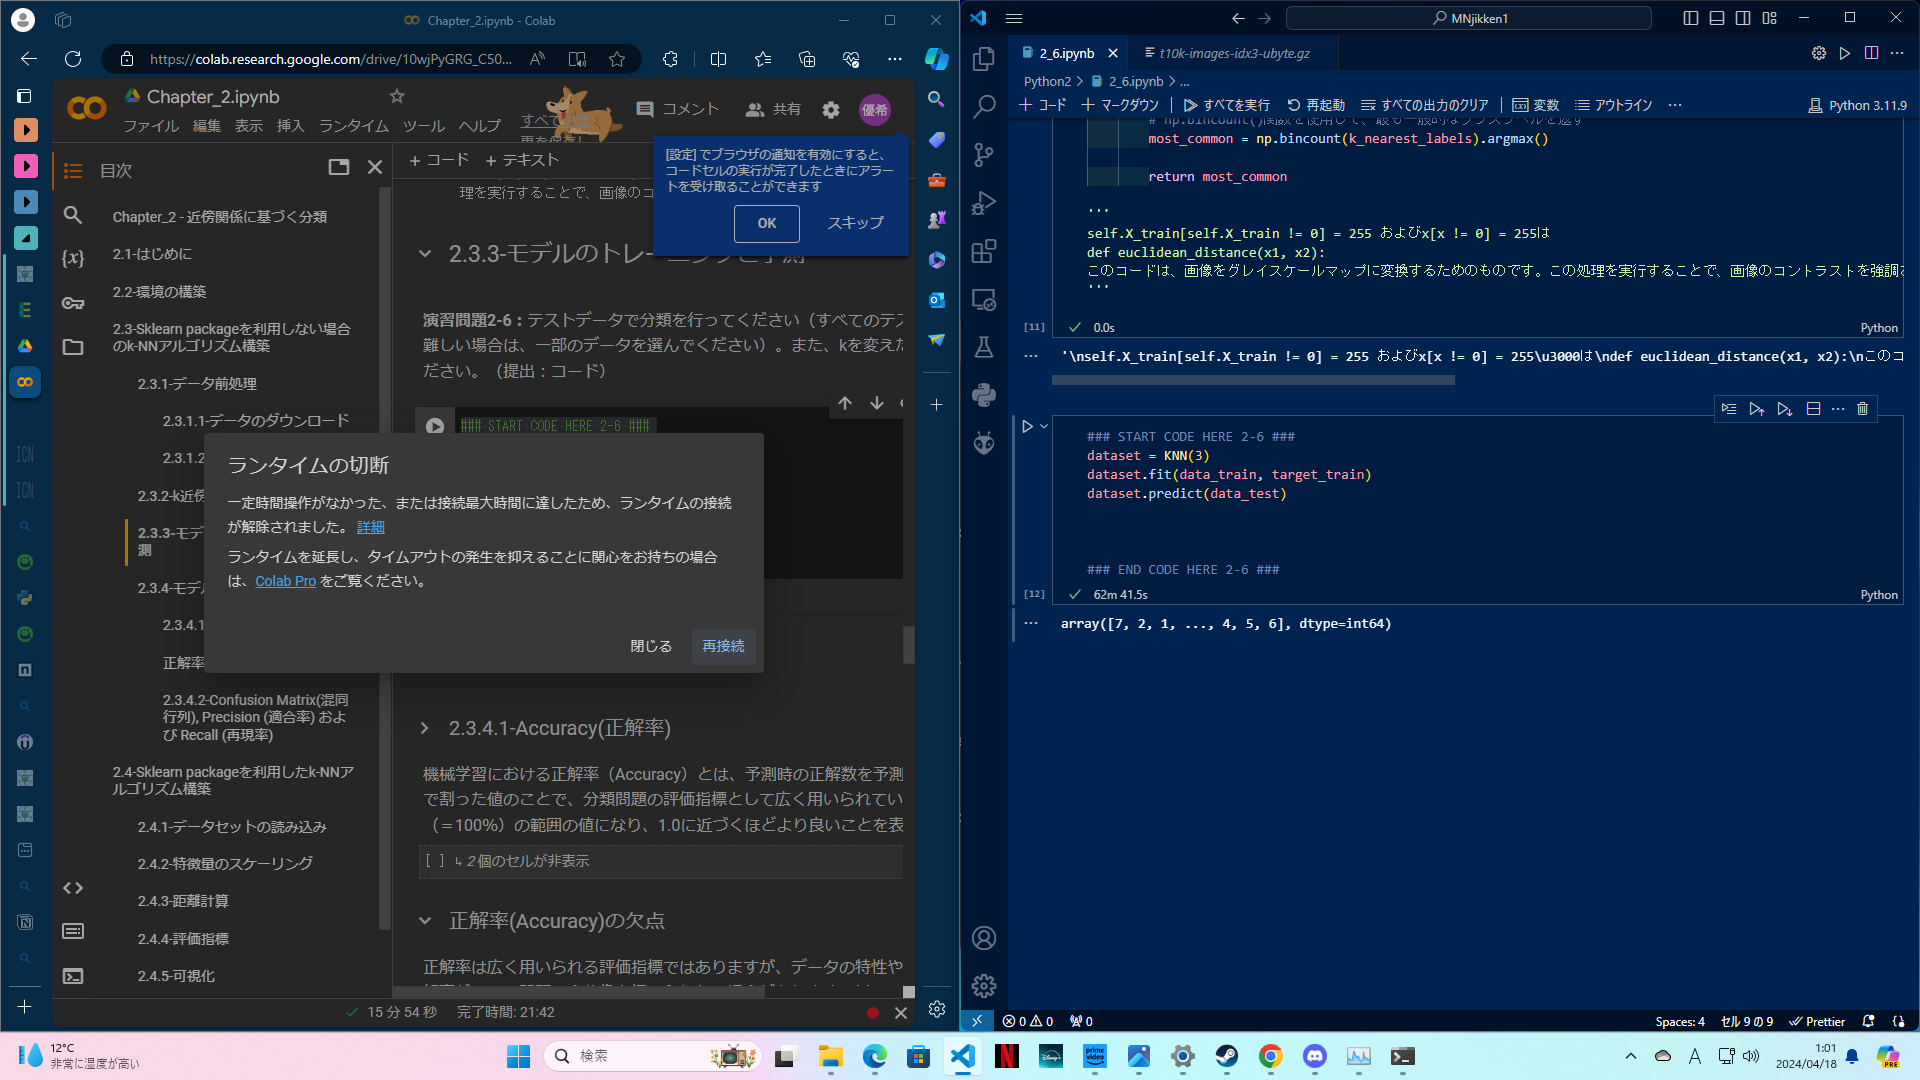 Chapter_2.ipynb - Colab
https://colab.research.google.com/drive/10wjPyGRG_C50...
Chapter_2.ipynb
ファイル 編集 表示 挿入 ランタイム ツール ヘルプ
コメント 共有 優希
目次
+ コード + テキスト
Chapter_2 - 近傍関係に基づく分類
2.1-はじめに
2.2-環境の構築
2.3-Sklearn packageを利用しない場合
のk-NNアルゴリズム構築
2.3.1-データ前処理
2.3.1.1-データのダウンロード
2.3.1.2
2.3.2-k近傍
2.3.3-モデ
測
2.3.4-モデル
2.3.4.1
正解率
2.3.4.2-Confusion Matrix(混同
行列), Precision (適合率) およ
び Recall (再現率)
2.4-Sklearn packageを利用したk-NNア
ルゴリズム構築
2.4.1-データセットの読み込み
2.4.2-特徴量のスケーリング
2.4.3-距離計算
2.4.4-評価指標
2.4.5-可視化
[設定] でブラウザの通知を有効にすると、
コードセルの実行が完了したときにアラー
トを受け取ることができます
OK スキップ
理を実行することで、画像のコ
2.3.3-モデルのトレーニングと予測
演習問題2-6：テストデータで分類を行ってください（すべてのテス
難しい場合は、一部のデータを選んでください）。また、kを変えた
ださい。（提出：コード）
### START CODE HERE 2-6 ###
ランタイムの切断
一定時間操作がなかった、または接続最大時間に達したため、ランタイムの接続
が解除されました。 詳細
ランタイムを延長し、タイムアウトの発生を抑えることに関心をお持ちの場合
は、Colab Pro をご覧ください。
閉じる 再接続
2.3.4.1-Accuracy(正解率)
機械学習における正解率（Accuracy）とは、予測時の正解数を予測
で割った値のことで、分類問題の評価指標として広く用いられてい
（＝100%）の範囲の値になり、1.0に近づくほどより良いことを表
[ ] ↳ 2 個のセルが非表示
正解率(Accuracy)の欠点
正解率は広く用いられる評価指標ではありますが、データの特性や
15 分 54 秒 完了時間: 21:42
MNjikken1
2_6.ipynb
t10k-images-idx3-ubyte.gz
Python2 > 2_6.ipynb > ...
+ コード + マークダウン すべてを実行 再起動 すべての出力のクリア 変数 アウトライン ...
Python 3.11.9
# np.bincount()関数を使用して、最も一般的なクラスラベルを返す
most_common = np.bincount(k_nearest_labels).argmax()
return most_common
'''
self.X_train[self.X_train != 0] = 255 およびx[x != 0] = 255は
def euclidean_distance(x1, x2):
このコードは、画像をグレイスケールマップに変換するためのものです。この処理を実行することで、画像のコントラストを強調
'''
[11] 0.0s Python
'\nself.X_train[self.X_train != 0] = 255 およびx[x != 0] = 255\u3000は\ndef euclidean_distance(x1, x2):\nこのコ
### START CODE HERE 2-6 ###
dataset = KNN(3)
dataset.fit(data_train, target_train)
dataset.predict(data_test)
### END CODE HERE 2-6 ###
[12] 62m 41.5s Python
array([7, 2, 1, ..., 4, 5, 6], dtype=int64)
0 0 0
Spaces: 4 セル 9 の 9 Prettier
12°C
非常に温度が高い
検索
1:01
2024/04/18